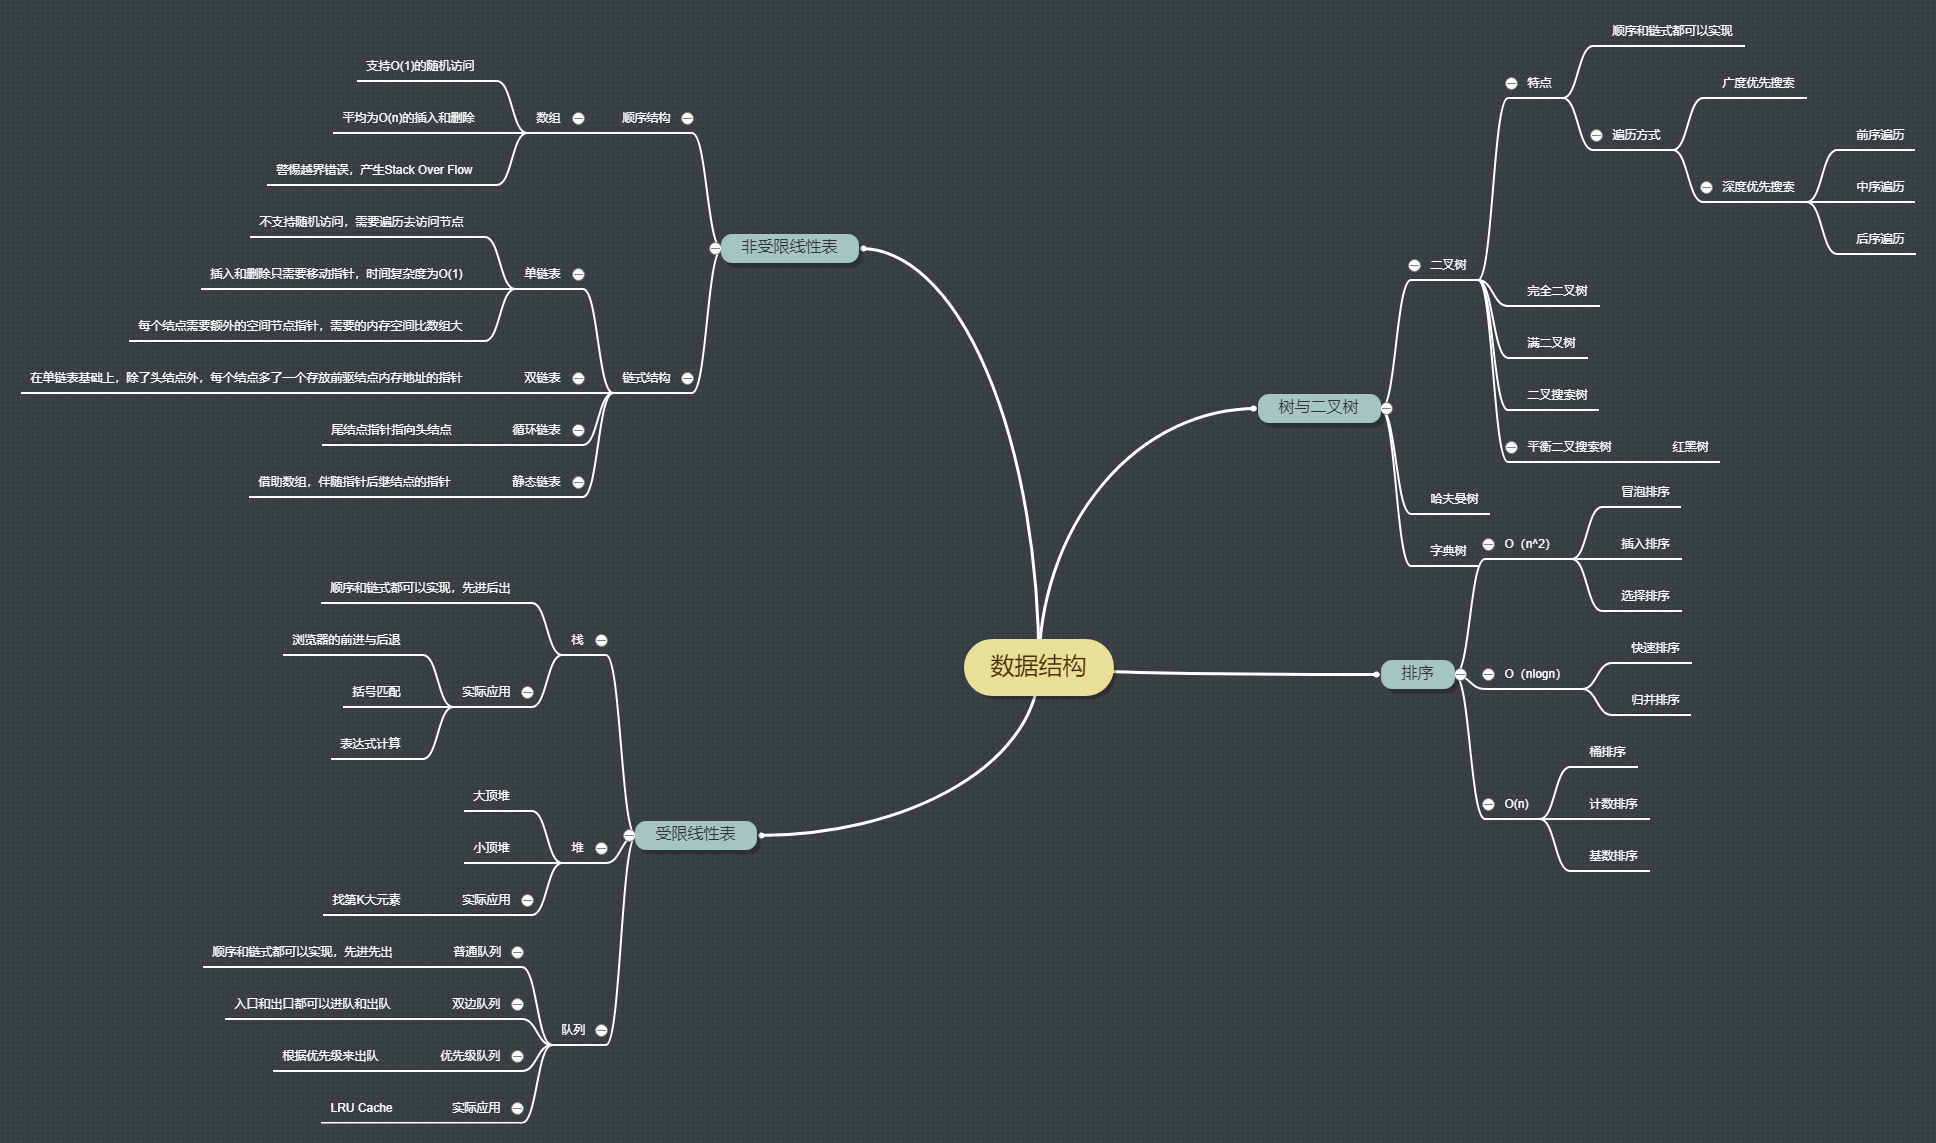 数据结构
非受限线性表
顺序结构
数组
支持O(1)的随机访问
平均为O(n)的插入和删除
警惕越界错误，产生Stack Over Flow
链式结构
单链表
不支持随机访问，需要遍历去访问节点
插入和删除只需要移动指针，时间复杂度为O(1)
每个结点需要额外的空间节点指针，需要的内存空间比数组大
双链表
在单链表基础上，除了头结点外，每个结点多了一个存放前驱结点内存地址的指针
循环链表
尾结点指针指向头结点
静态链表
借助数组，伴随指针后继结点的指针
受限线性表
栈
顺序和链式都可以实现，先进后出
实际应用
浏览器的前进与后退
括号匹配
表达式计算
堆
大顶堆
小顶堆
实际应用
找第K大元素
队列
普通队列
顺序和链式都可以实现，先进先出
双边队列
入口和出口都可以进队和出队
优先级队列
根据优先级来出队
实际应用
LRU Cache
树与二叉树
二叉树
特点
顺序和链式都可以实现
遍历方式
广度优先搜索
深度优先搜索
前序遍历
中序遍历
后序遍历
完全二叉树
满二叉树
二叉搜索树
平衡二叉搜索树
红黑树
哈夫曼树
字典树
排序
O（n^2）
冒泡排序
插入排序
选择排序
O（nlogn）
快速排序
归并排序
O(n)
桶排序
计数排序
基数排序